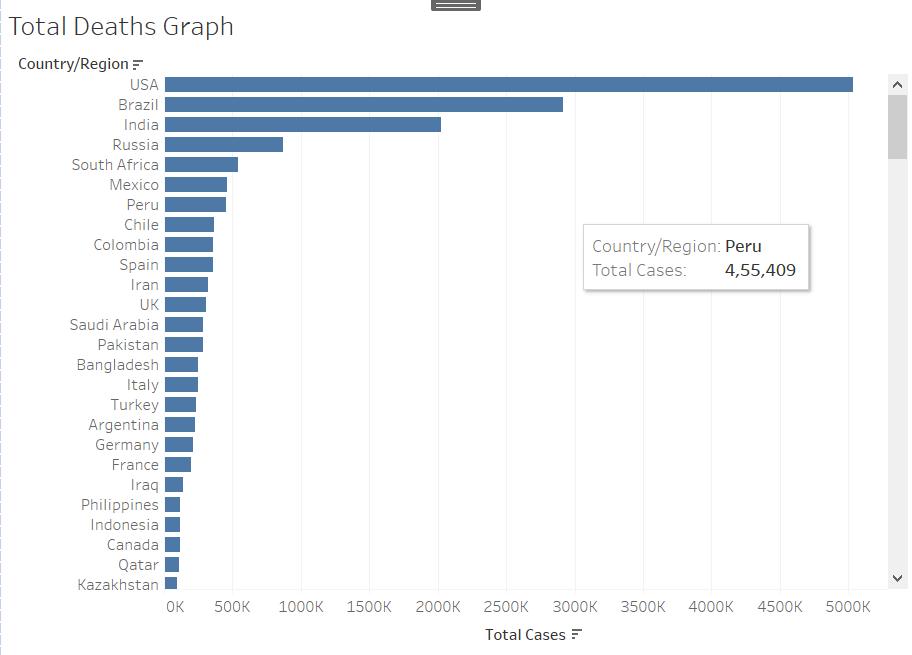 Total Deaths Graph
Country/Region
USA
Brazil
India
Russia
South Africa
Mexico
Peru
Chile
Colombia
Spain
Iran
UK
Saudi Arabia
Pakistan
Bangladesh
Italy
Turkey
Argentina
Germany
France
Iraq
Philippines
Indonesia
Canada
Qatar
Kazakhstan
Country/Region: Peru
Total Cases: 4,55,409
0K 500K 1000K 1500K 2000K 2500K 3000K 3500K 4000K 4500K 5000K
Total Cases